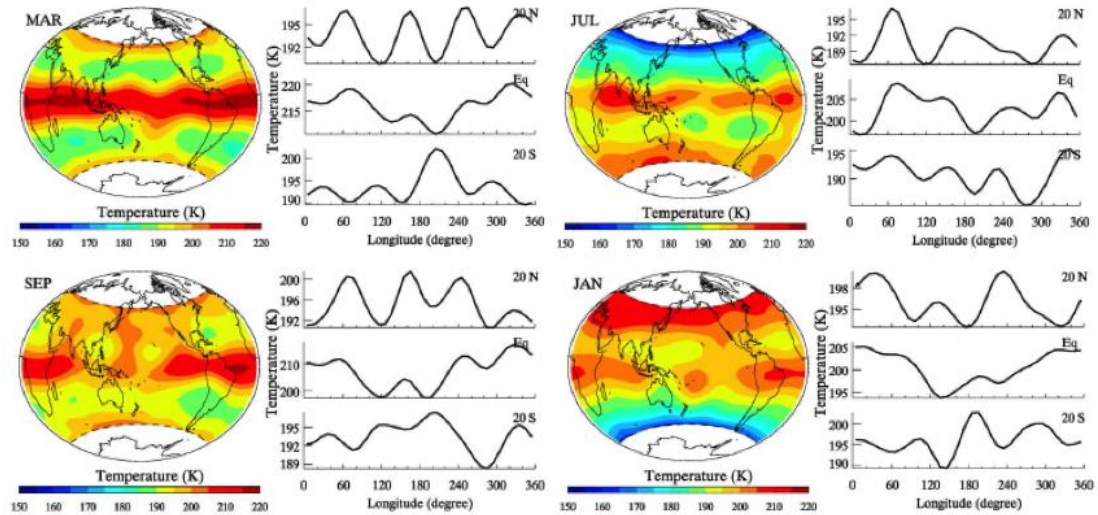 MAR
Temperature (K)
150 160 170 180 190 200 210 220
Temperature (K)
195
192
20 N
220
215
Eq
200
195
190
20 S
0 60 120 180 240 300 360
Longitude (degree)
JUL
Temperature (K)
150 160 170 180 190 200 210 220
Temperature (K)
195
192
189
20 N
205
200
Eq
195
190
20 S
0 60 120 180 240 300 360
Longitude (degree)
SEP
Temperature (K)
150 160 170 180 190 200 210 220
Temperature (K)
200
196
192
20 N
210
200
Eq
195
192
189
20 S
0 60 120 180 240 300 360
Longitude (degree)
JAN
Temperature (K)
150 160 170 180 190 200 210 220
Temperature (K)
198
195
20 N
205
200
195
Eq
200
195
190
20 S
0 60 120 180 240 300 360
Longitude (degree)